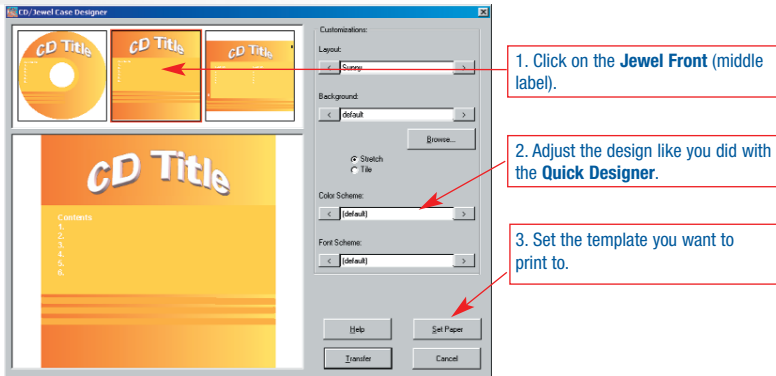 CD/Jewel Case Designer
CD Title
CD Title
CD Title
CD Title
Contents
1.
2.
3.
4.
5.
6.
Customizations:
Layout:
< Sunny >
Background:
< default >
Browse...
Stretch
Tile
Color Scheme:
< (default) >
Font Scheme:
< (default) >
Help
Set Paper
Transfer
Cancel
1. Click on the Jewel Front (middle
label).
2. Adjust the design like you did with
the Quick Designer.
3. Set the template you want to
print to.